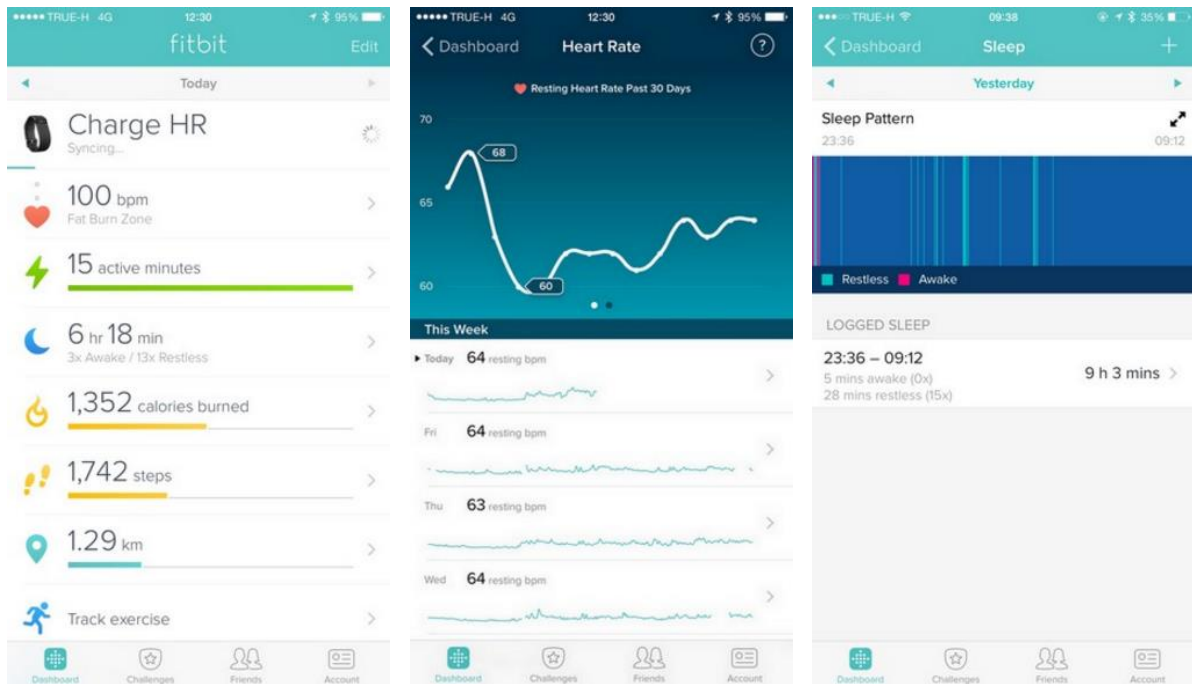 TRUE-H 4G 12:30 95%
fitbit Edit
Today
Charge HR
Syncing...
100 bpm
Fat Burn Zone
15 active minutes
6 hr 18 min
3x Awake / 13x Restless
1,352 calories burned
1,742 steps
1.29 km
Track exercise
Dashboard Challenges Friends Account
TRUE-H 4G 12:30 95%
Dashboard Heart Rate ?
Resting Heart Rate Past 30 Days
70
68
65
60
60
This Week
Today 64 resting bpm
Fri 64 resting bpm
Thu 63 resting bpm
Wed 64 resting bpm
Dashboard Challenges Friends Account
TRUE-H 09:38 35%
Dashboard Sleep +
Yesterday
Sleep Pattern
23:36 09:12
Restless Awake
LOGGED SLEEP
23:36 – 09:12
5 mins awake (0x)
28 mins restless (15x)
9 h 3 mins
Dashboard Challenges Friends Account